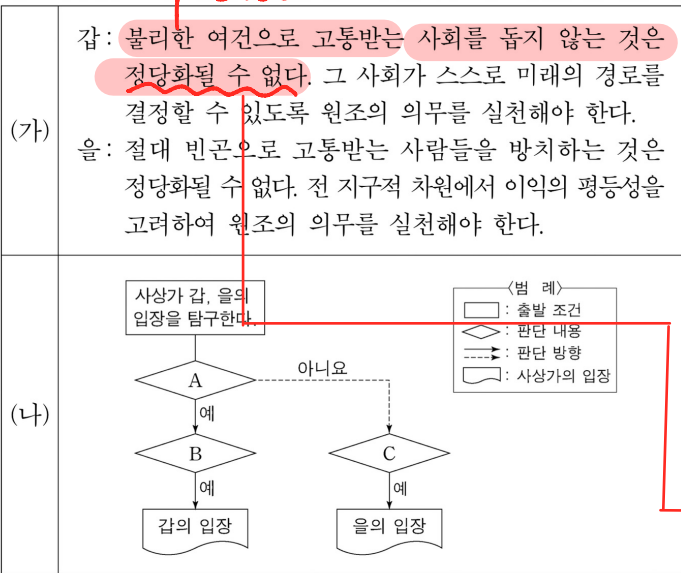 갑: 불리한 여건으로 고통받는 사회를 돕지 않는 것은
정당화될 수 없다. 그 사회가 스스로 미래의 경로를
결정할 수 있도록 원조의 의무를 실천해야 한다.
(가)
을: 절대 빈곤으로 고통받는 사람들을 방치하는 것은
정당화될 수 없다. 전 지구적 차원에서 이익의 평등성을
고려하여 원조의 의무를 실천해야 한다.
(나)
사상가 갑, 을의
입장을 탐구한다.
〈범 례〉
: 출발 조건
: 판단 내용
: 판단 방향
: 사상가의 입장
A
아니요
예
B
C
예
예
갑의 입장
을의 입장